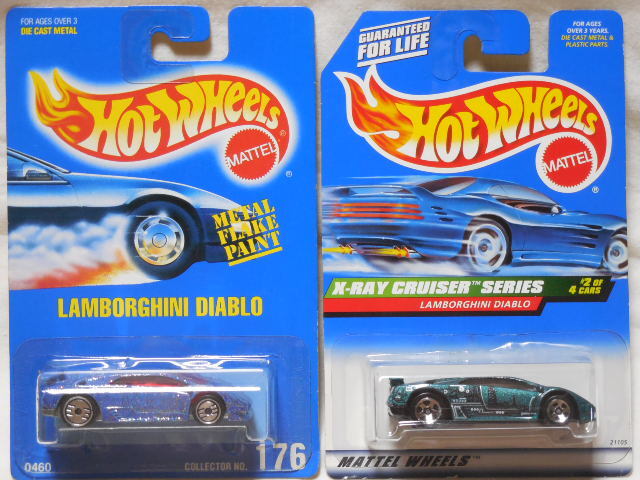 FOR AGES OVER 3
DIE CAST METAL
HOT WHEELS
MATTEL
®
®
METAL
FLAKE
PAINT
LAMBORGHINI DIABLO
0460
COLLECTOR NO. 176
GUARANTEED
FOR LIFE
FOR AGES
OVER 3 YEARS.
DIE CAST METAL &
PLASTIC PARTS.
HOT WHEELS
MATTEL
®
®
X-RAY CRUISER™ SERIES
#2 OF
4 CARS
LAMBORGHINI DIABLO
21105
MATTEL WHEELS™